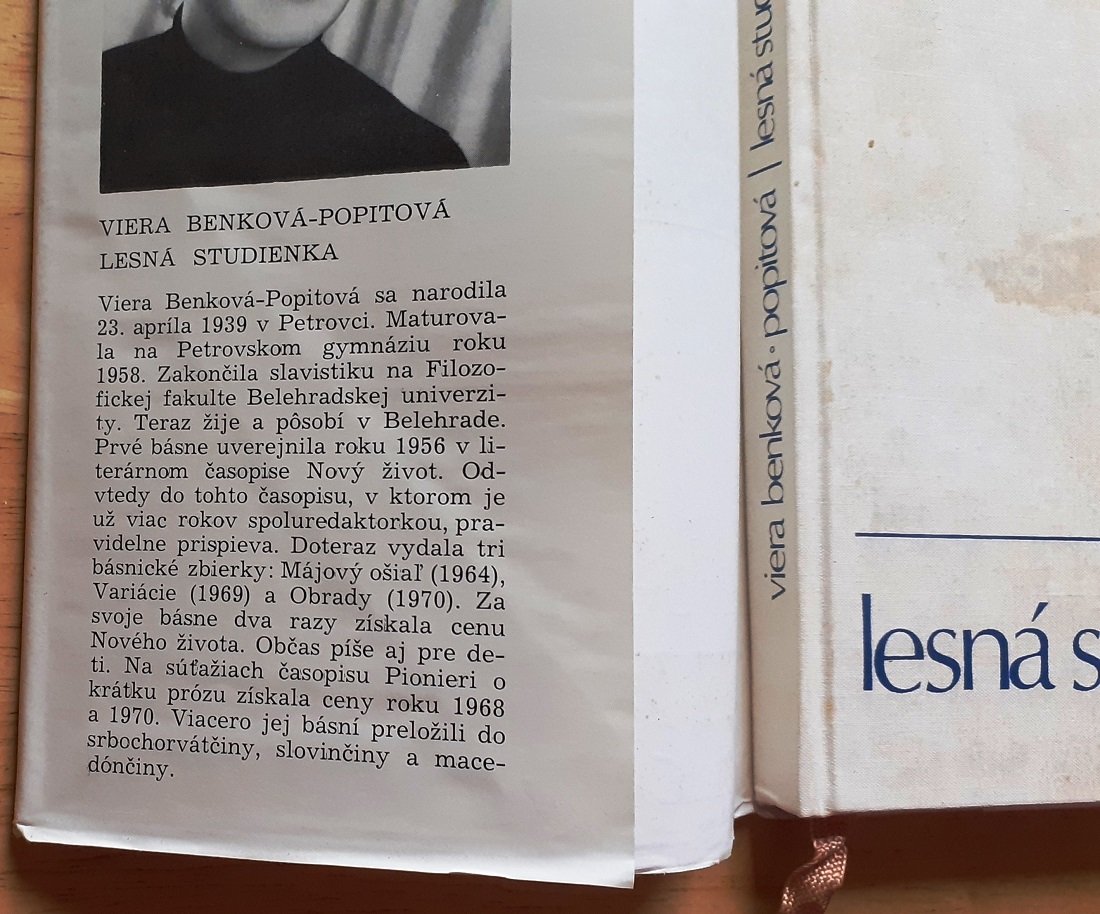 VIERA BENKOVÁ-POPITOVÁ
LESNÁ STUDIENKA
Viera Benková-Popitová sa narodila
23. apríla 1939 v Petrovci. Maturova-
la na Petrovskom gymnáziu roku
1958. Zakončila slavistiku na Filozo-
fickej fakulte Belehradskej univerzi-
ty. Teraz žije a pôsobí v Belehrade.
Prvé básne uverejnila roku 1956 v li-
terárnom časopise Nový život. Od-
vtedy do tohto časopisu, v ktorom je
už viac rokov spoluredaktorkou, pra-
videlne prispieva. Doteraz vydala tri
básnické zbierky: Májový ošiaľ (1964),
Variácie (1969) a Obrady (1970). Za
svoje básne dva razy získala cenu
Nového života. Občas píše aj pre de-
ti. Na súťažiach časopisu Pionieri o
krátku prózu získala ceny roku 1968
a 1970. Viacero jej básní preložili do
srbochorvátčiny, slovinčiny a mace-
dónčiny.
viera benková · popitová | lesná stud
lesná s